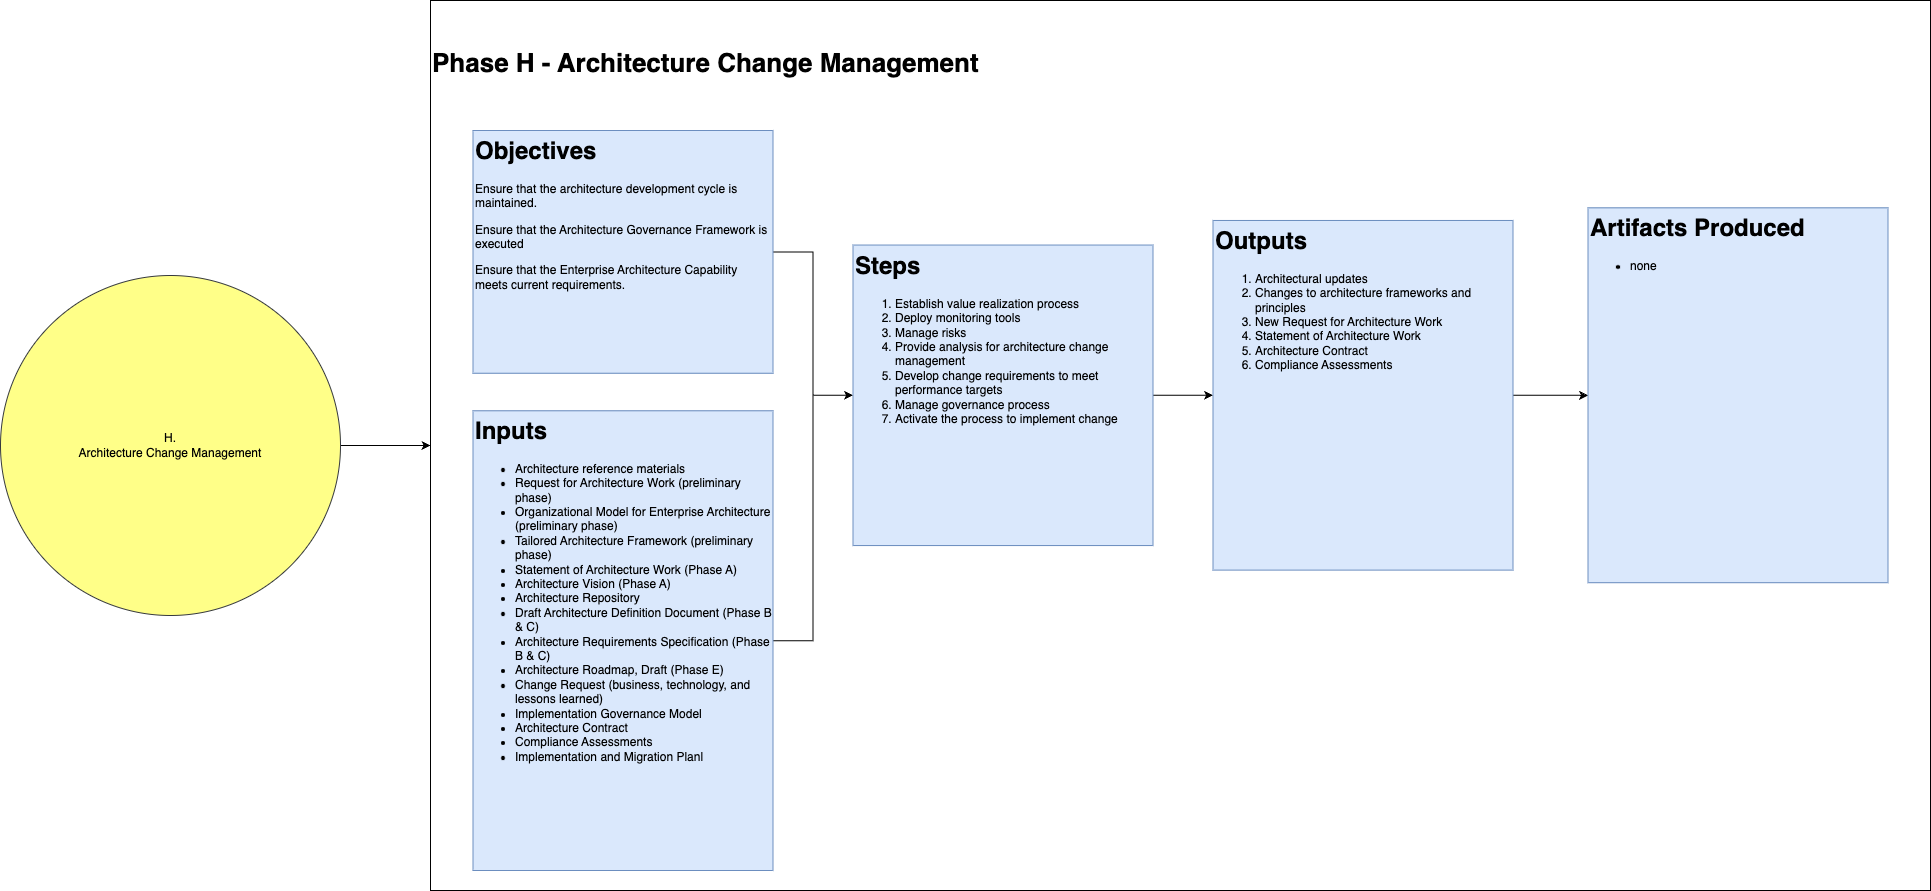 Phase H - Architecture Change Management
H.
Architecture Change Management
Objectives
Ensure that the architecture development cycle is
maintained.
Ensure that the Architecture Governance Framework is
executed
Ensure that the Enterprise Architecture Capability
meets current requirements.
Inputs
• Architecture reference materials
• Request for Architecture Work (preliminary
phase)
• Organizational Model for Enterprise Architecture
(preliminary phase)
• Tailored Architecture Framework (preliminary
phase)
• Statement of Architecture Work (Phase A)
• Architecture Vision (Phase A)
• Architecture Repository
• Draft Architecture Definition Document (Phase B
& C)
• Architecture Requirements Specification (Phase
B & C)
• Architecture Roadmap, Draft (Phase E)
• Change Request (business, technology, and
lessons learned)
• Implementation Governance Model
• Architecture Contract
• Compliance Assessments
• Implementation and Migration Planl
Steps
1. Establish value realization process
2. Deploy monitoring tools
3. Manage risks
4. Provide analysis for architecture change
management
5. Develop change requirements to meet
performance targets
6. Manage governance process
7. Activate the process to implement change
Outputs
1. Architectural updates
2. Changes to architecture frameworks and
principles
3. New Request for Architecture Work
4. Statement of Architecture Work
5. Architecture Contract
6. Compliance Assessments
Artifacts Produced
• none